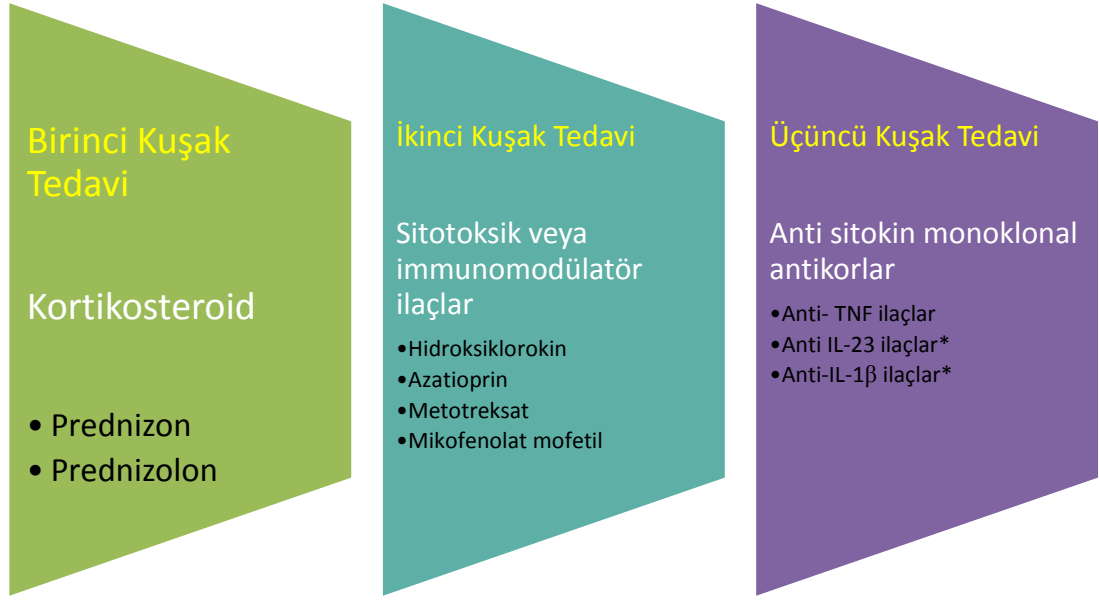 Birinci Kuşak
Tedavi
Kortikosteroid
• Prednizon
• Prednizolon
İkinci Kuşak Tedavi
Sitotoksik veya
immunomodülatör
ilaçlar
•Hidroksiklorokin
•Azatioprin
•Metotreksat
•Mikofenolat mofetil
Üçüncü Kuşak Tedavi
Anti sitokin monoklonal
antikorlar
•Anti- TNF ilaçlar
•Anti IL-23 ilaçlar*
•Anti-IL-1β ilaçlar*